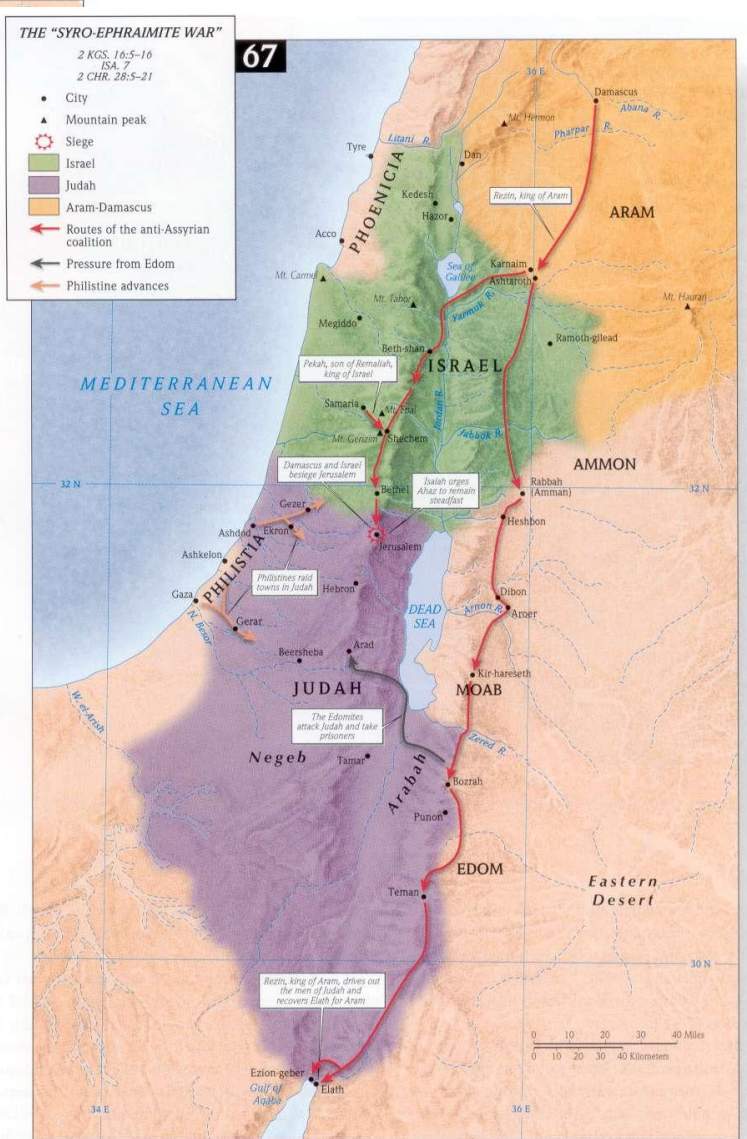 THE “SYRO-EPHRAIMITE WAR”
2 KGS. 16:5–16
ISA. 7
2 CHR. 28:5–21
City
Mountain peak
Siege
Israel
Judah
Aram-Damascus
Routes of the anti-Assyrian
coalition
Pressure from Edom
Philistine advances
67
36 E
Damascus
Abana R.
Mt. Hermon
Pharpar R.
Litani R.
Tyre
Dan
PHOENICIA
Kedesh
Hazor
Rezin, king of Aram
ARAM
Acco
Sea of
Galilee
Karnaim
Ashtaroth
Mt. Carmel
Mt. Tabor
Yarmuk R.
Mt. Hauran
Megiddo
Ramoth-gilead
Beth-shan
ISRAEL
Pekah, son of Remaliah,
king of Israel
MEDITERRANEAN
SEA
Samaria
Mt. Ebal
Jordan R.
Mt. Gerizim
Shechem
Jabbok R.
AMMON
Damascus and Israel
besiege Jerusalem
Isaiah urges
Ahaz to remain
steadfast
32 N
Bethel
Rabbah
(Amman)
32 N
Gezer
Heshbon
Ashdod
Ekron
Jerusalem
Ashkelon
PHILISTIA
Philistines raid
towns in Judah
Hebron
Gaza
DEAD
SEA
Dibon
Arnon R.
Aroer
N. Besor
Gerar
Beersheba
Arad
Kir-hareseth
JUDAH
MOAB
W. el-Arish
The Edomites
attack Judah and take
prisoners
Zered R.
Negeb
Tamar
Arabah
Bozrah
Punon
EDOM
Eastern
Desert
Teman
30 N
Rezin, king of Aram, drives out
the men of Judah and
recovers Elath for Aram
0 10 20 30 40 Miles
0 10 20 30 40 Kilometers
Ezion-geber
Elath
Gulf of
Aqaba
34 E
36 E